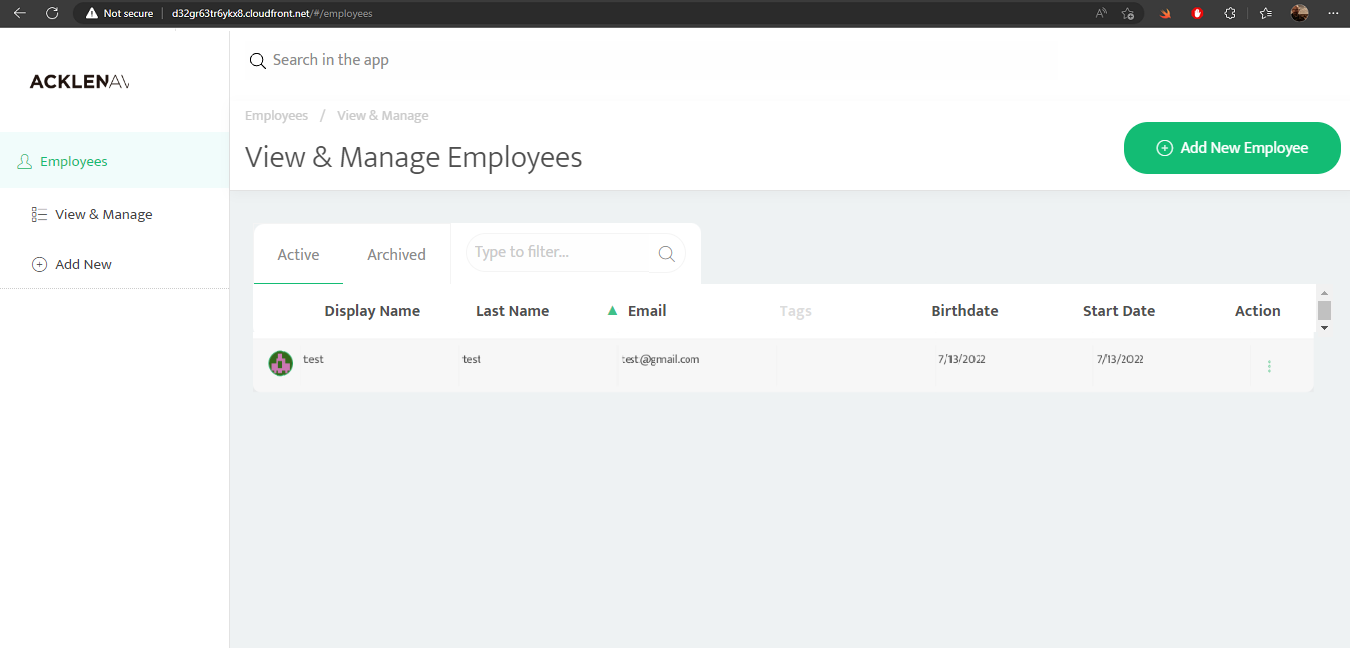 Not secure d32gr63tr6ykx8.cloudfront.net/#/employees
ACKLENAV
Search in the app
Employees / View & Manage
View & Manage Employees
Add New Employee
Employees
View & Manage
Add New
Active Archived Type to filter...
Display Name Last Name Email Tags Birthdate Start Date Action
test test test@gmail.com 7/13/2022 7/13/2022